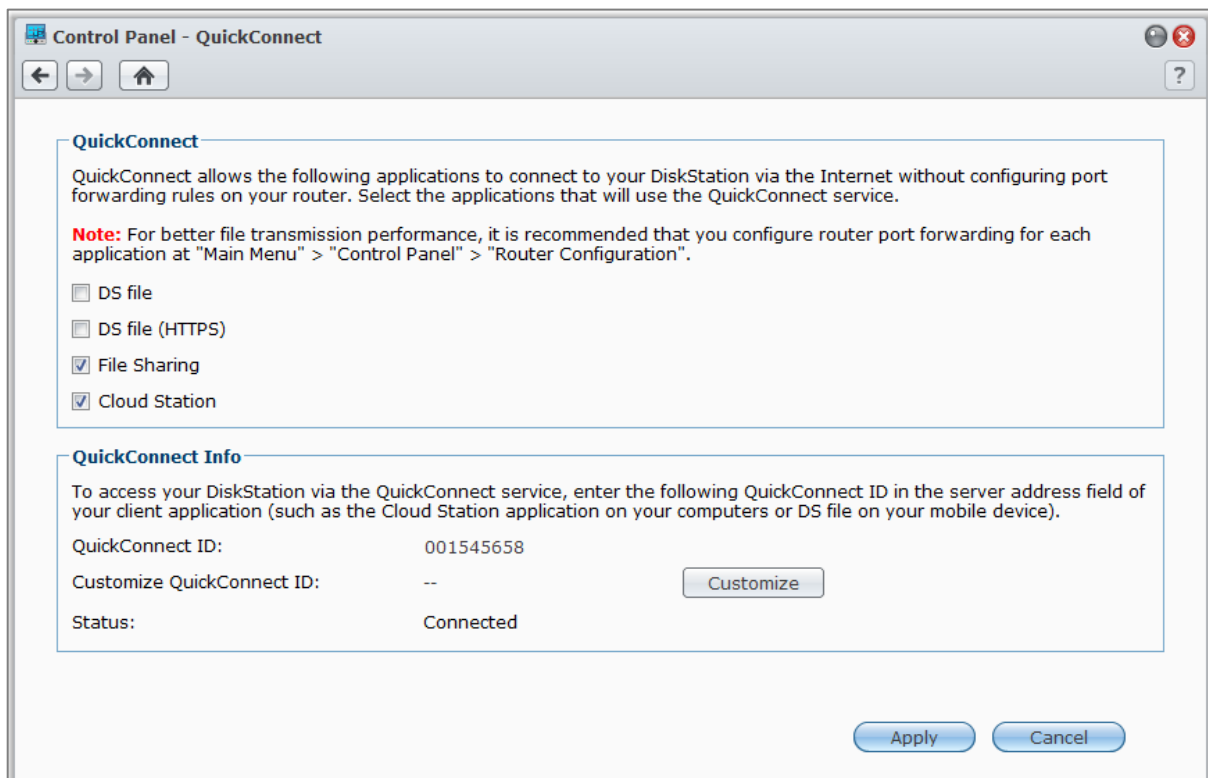 Control Panel - QuickConnect
?
QuickConnect
QuickConnect allows the following applications to connect to your DiskStation via the Internet without configuring port
forwarding rules on your router. Select the applications that will use the QuickConnect service.
Note: For better file transmission performance, it is recommended that you configure router port forwarding for each
application at "Main Menu" > "Control Panel" > "Router Configuration".
DS file
DS file (HTTPS)
File Sharing
Cloud Station
QuickConnect Info
To access your DiskStation via the QuickConnect service, enter the following QuickConnect ID in the server address field of
your client application (such as the Cloud Station application on your computers or DS file on your mobile device).
QuickConnect ID: 001545658
Customize QuickConnect ID: -- Customize
Status: Connected
Apply Cancel